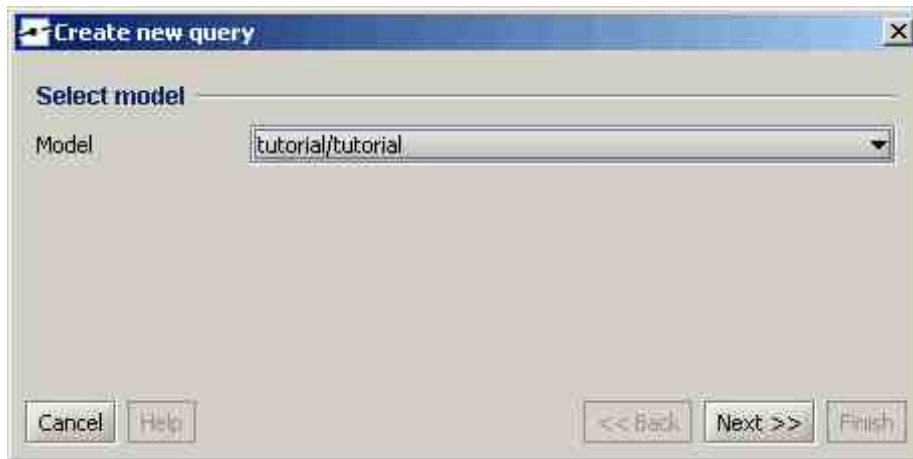 Create new query
Select model
Model tutorial/tutorial
Cancel Help << Back Next >> Finish